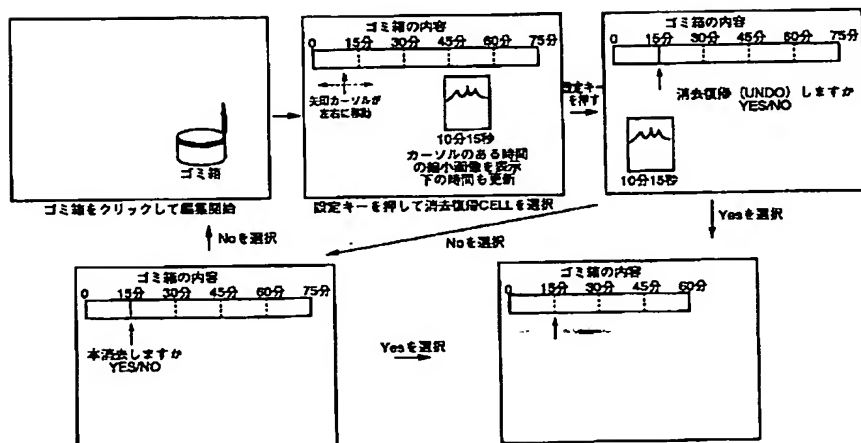 ゴミ箱
ゴミ箱をクリックして編集開始
ゴミ箱の内容
0 15分 30分 45分 60分 75分
矢印カーソルが
左右に移動
10分15秒
カーソルのある時間
の縮小画像を表示
下の時間も更新
設定キーを押して消去復帰CELLを選択
設定キー
を押す
ゴミ箱の内容
0 15分 30分 45分 60分 75分
消去復帰(UNDO)しますか
YES/NO
10分15秒
Noを選択
Noを選択
Yesを選択
ゴミ箱の内容
0 15分 30分 45分 60分 75分
本消去しますか
YES/NO
Yesを選択
ゴミ箱の内容
0 15分 30分 45分 60分